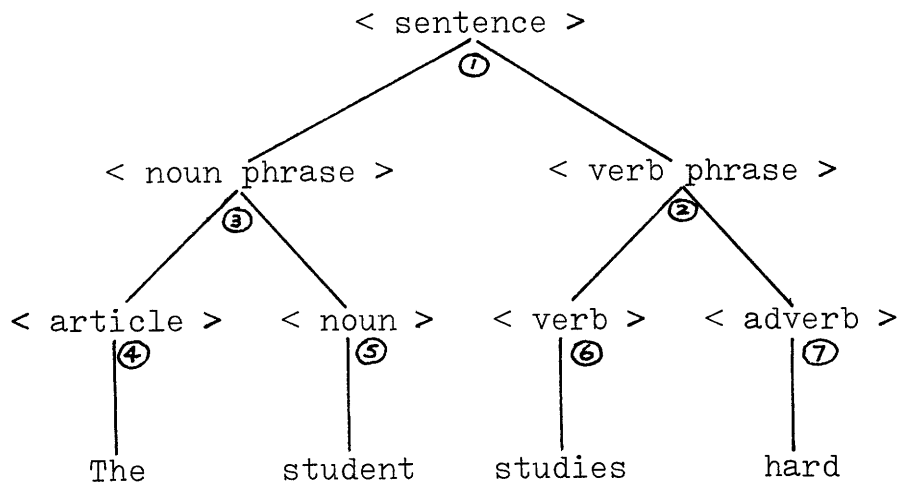 < sentence >
①
< noun phrase > < verb phrase >
③ ②
< article > < noun > < verb > < adverb >
④ ⑤ ⑥ ⑦
The student studies hard